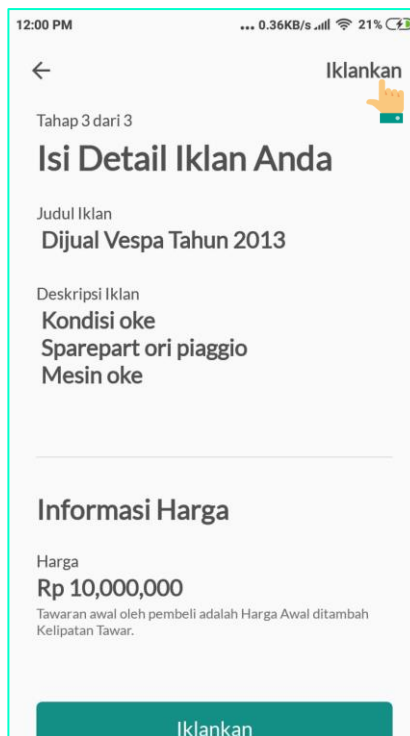 12:00 PM ... 0.36KB/s 21%
Iklankan
Tahap 3 dari 3
Isi Detail Iklan Anda
Judul Iklan
Dijual Vespa Tahun 2013
Deskripsi Iklan
Kondisi oke
Sparepart ori piaggio
Mesin oke
Informasi Harga
Harga
Rp 10,000,000
Tawaran awal oleh pembeli adalah Harga Awal ditambah
Kelipatan Tawar.
Iklankan